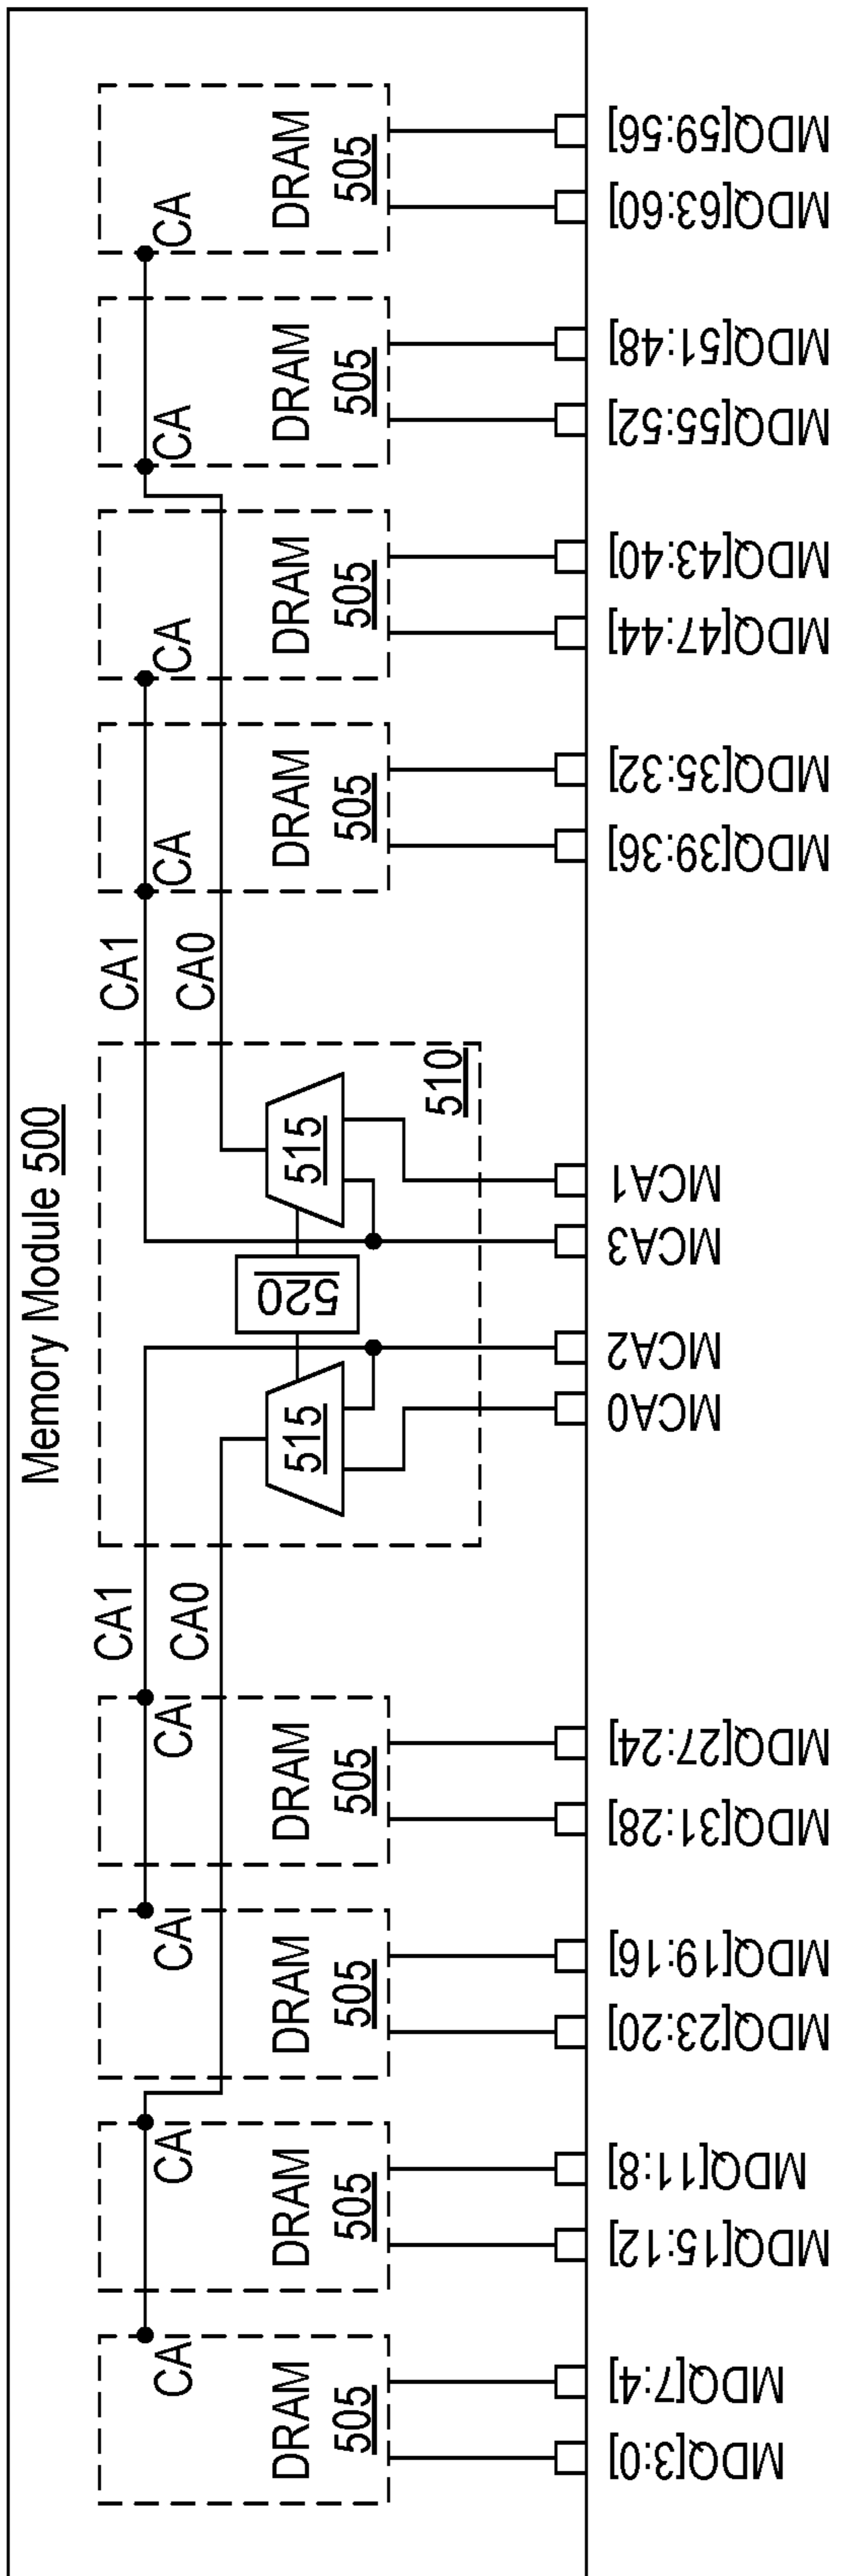 Memory Module 500
CA
DRAM
505
CA
DRAM
505
CA
DRAM
505
CA
DRAM
505
CA1
CA0
515
520
515
510
CA1
CA0
CA
DRAM
505
CA
DRAM
505
CA
DRAM
505
CA
DRAM
505
MDQ[3:0]
MDQ[7:4]
MDQ[15:12]
MDQ[11:8]
MDQ[23:20]
MDQ[19:16]
MDQ[31:28]
MDQ[27:24]
MCA0
MCA2
MCA3
MCA1
MDQ[39:36]
MDQ[35:32]
MDQ[47:44]
MDQ[43:40]
MDQ[55:52]
MDQ[51:48]
MDQ[63:60]
MDQ[59:56]